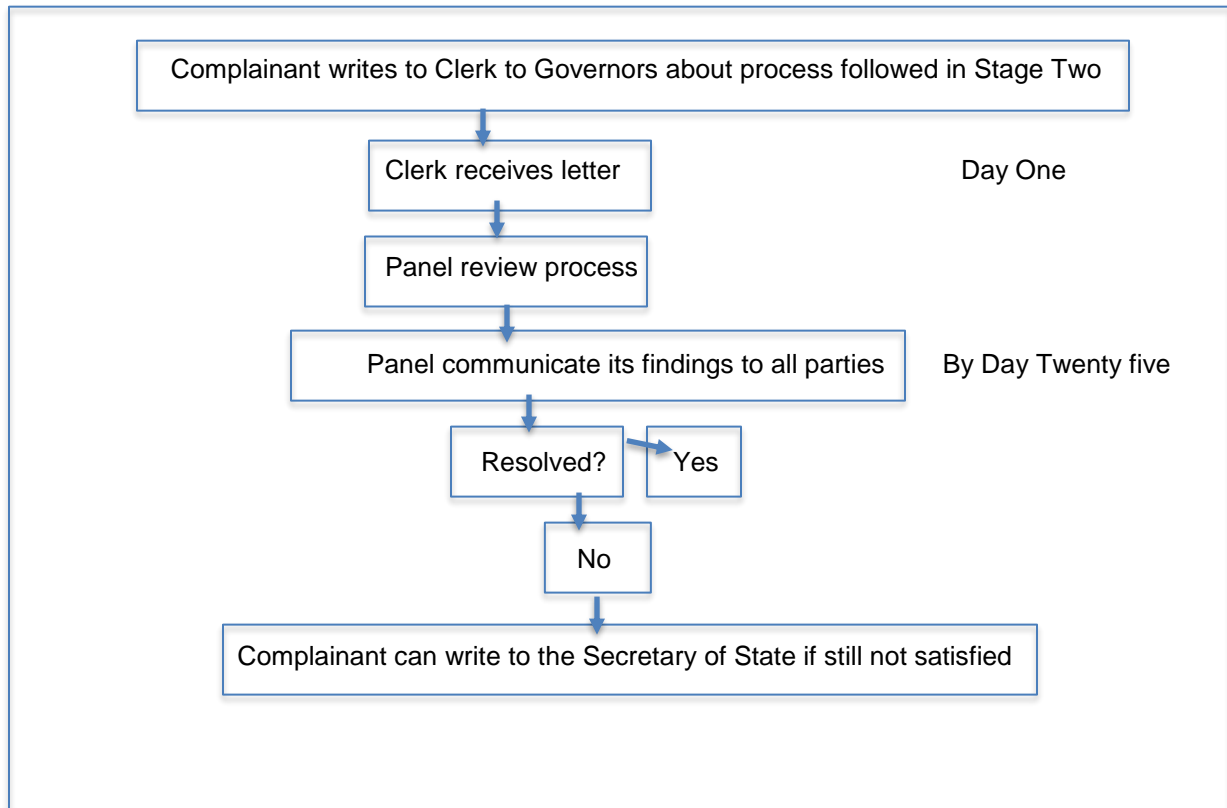 Complainant writes to Clerk to Governors about process followed in Stage Two
Clerk receives letter
Day One
Panel review process
Panel communicate its findings to all parties
By Day Twenty five
Resolved?
Yes
No
Complainant can write to the Secretary of State if still not satisfied